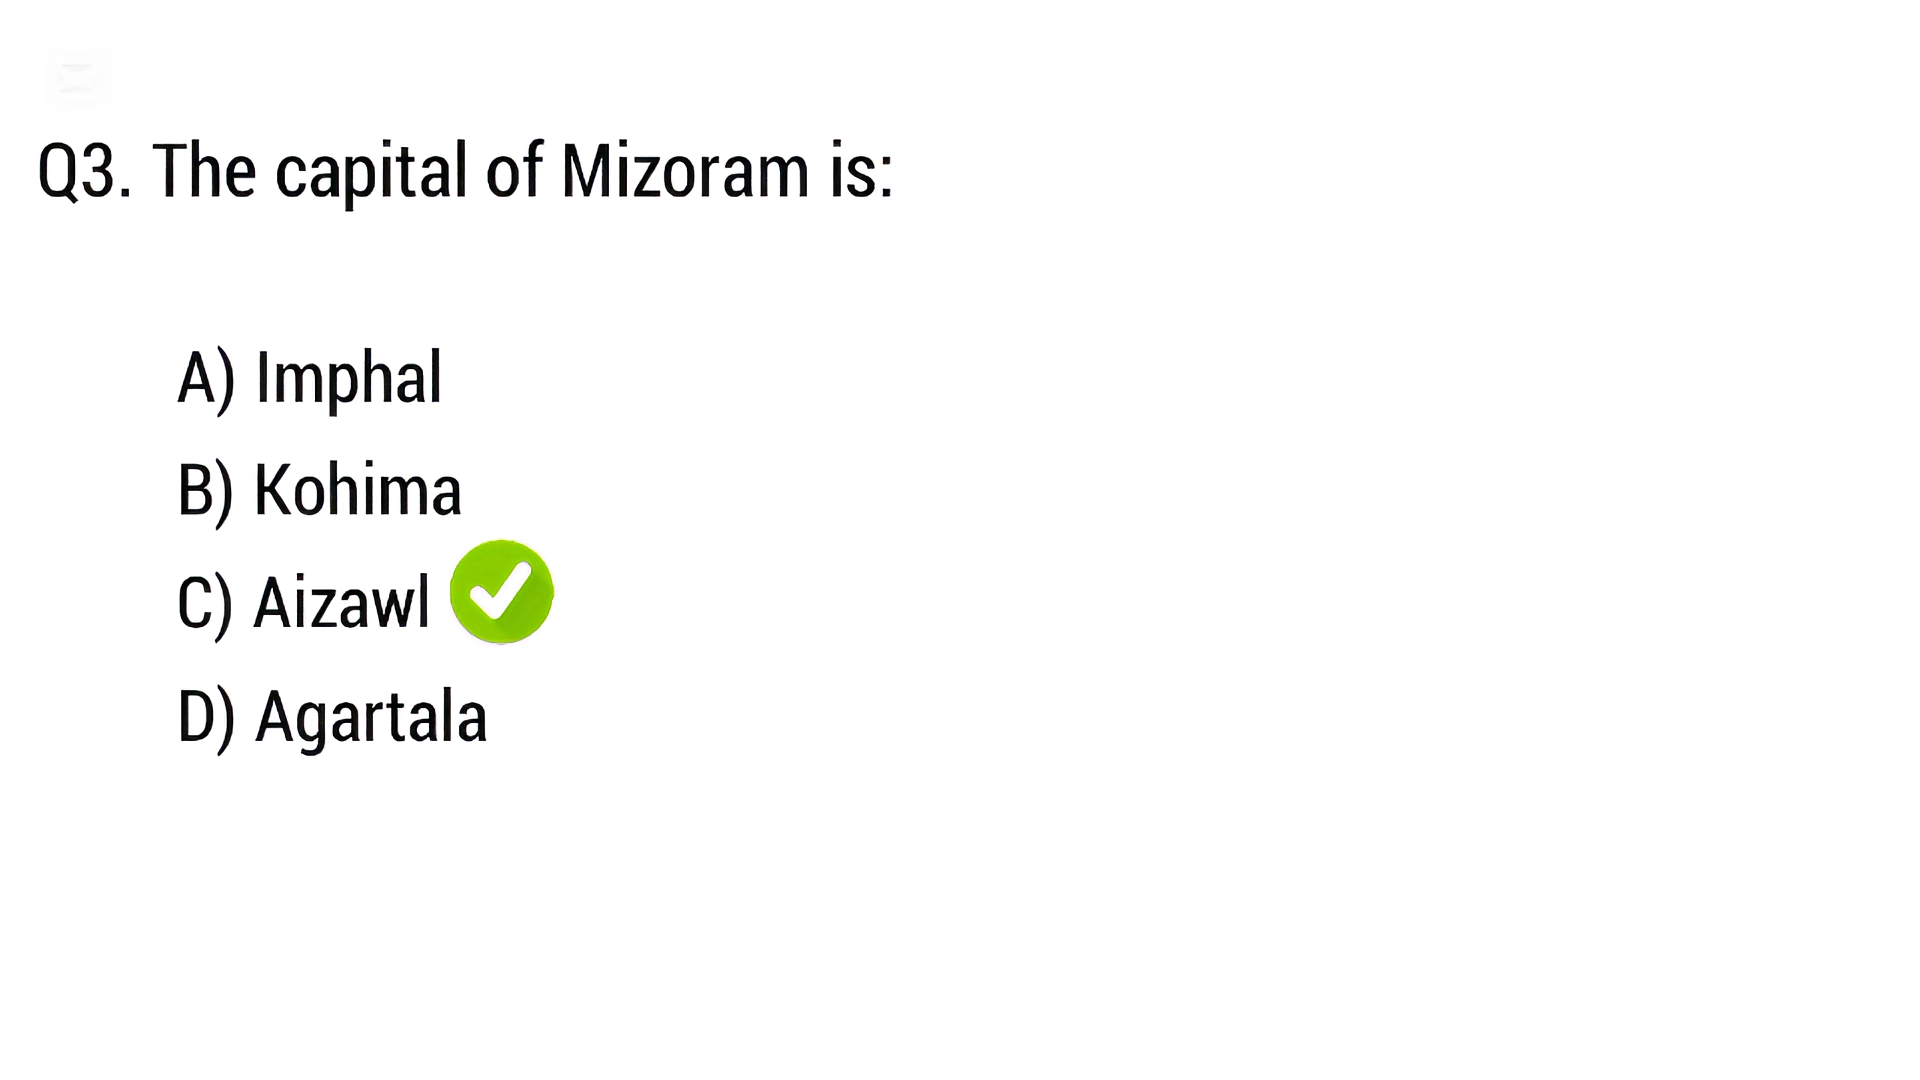 Q3. The capital of Mizoram is:
A) Imphal
B) Kohima
C) Aizawl
D) Agartala